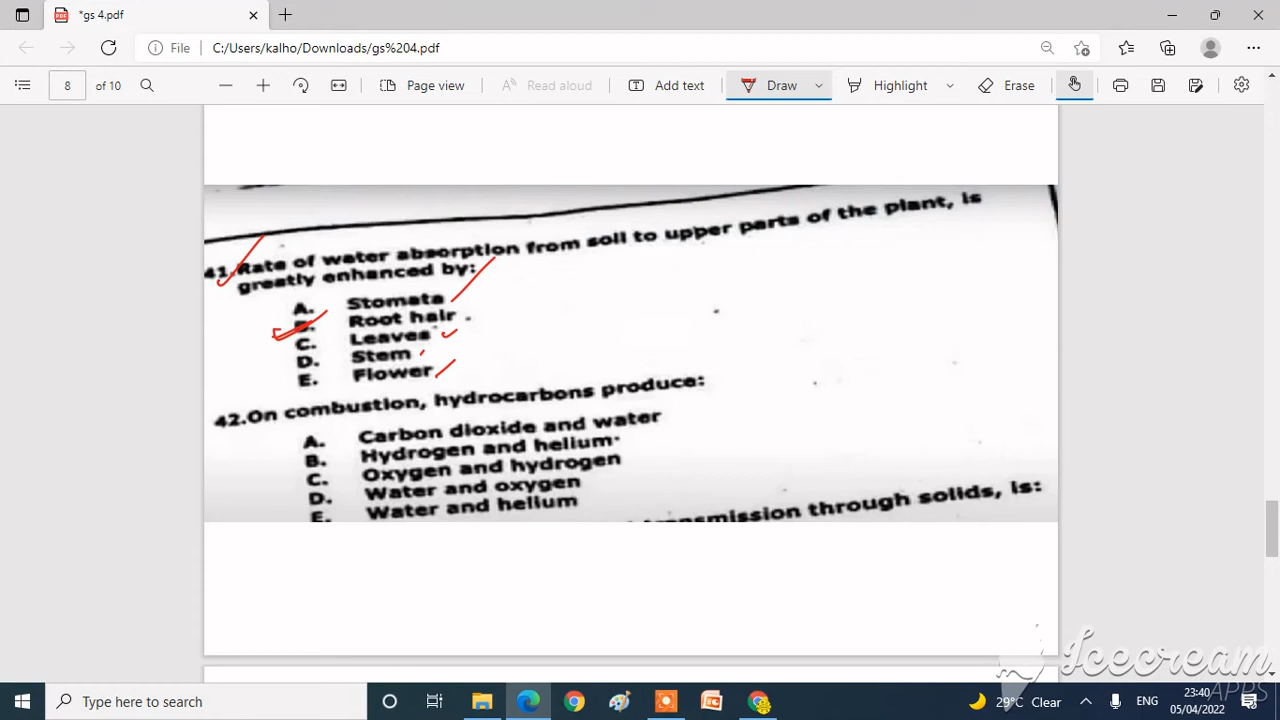 *gs 4.pdf
File C:/Users/kalho/Downloads/gs%204.pdf
8 of 10 Page view Read aloud Add text Draw Highlight Erase
41.Rate of water absorption from soil to upper parts of the plant, is
greatly enhanced by:
A. Stomata
B. Root hair
C. Leaves
D. Stem
E. Flower
42.On combustion, hydrocarbons produce:
A. Carbon dioxide and water
B. Hydrogen and helium
C. Oxygen and hydrogen
D. Water and oxygen
E. Water and helium
transmission through solids, is:
Icecream
APPS
Type here to search
29°C Clear ENG 23:40
05/04/2022